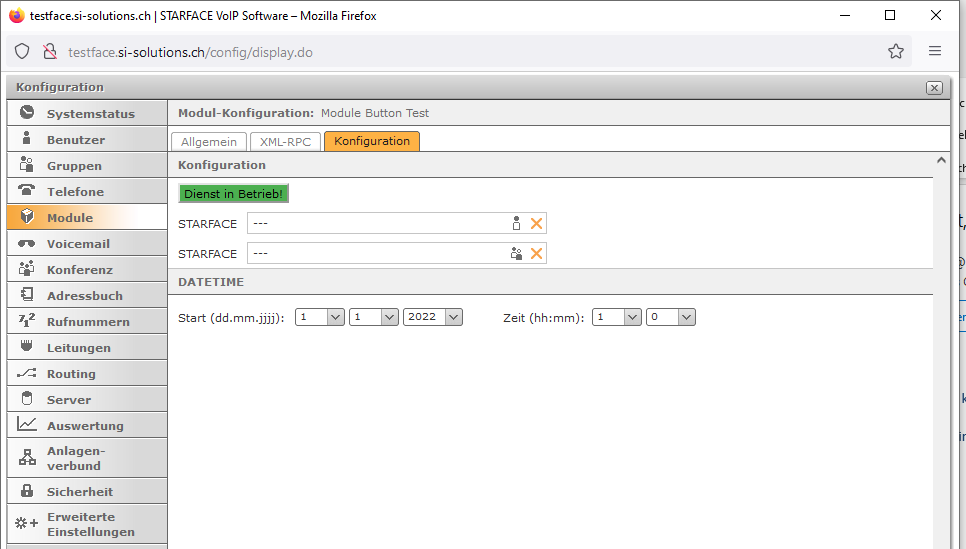 testface.si-solutions.ch | STARFACE VoIP Software – Mozilla Firefox
testface.si-solutions.ch/config/display.do
Konfiguration
Systemstatus
Benutzer
Gruppen
Telefone
Module
Voicemail
Konferenz
Adressbuch
Rufnummern
Leitungen
Routing
Server
Auswertung
Anlagen-
verbund
Sicherheit
Erweiterte
Einstellungen
Modul-Konfiguration: Module Button Test
Allgemein XML-RPC Konfiguration
Konfiguration
Dienst in Betrieb!
STARFACE ---
STARFACE ---
DATETIME
Start (dd.mm.jjjj): 1 1 2022 Zeit (hh:mm): 1 0